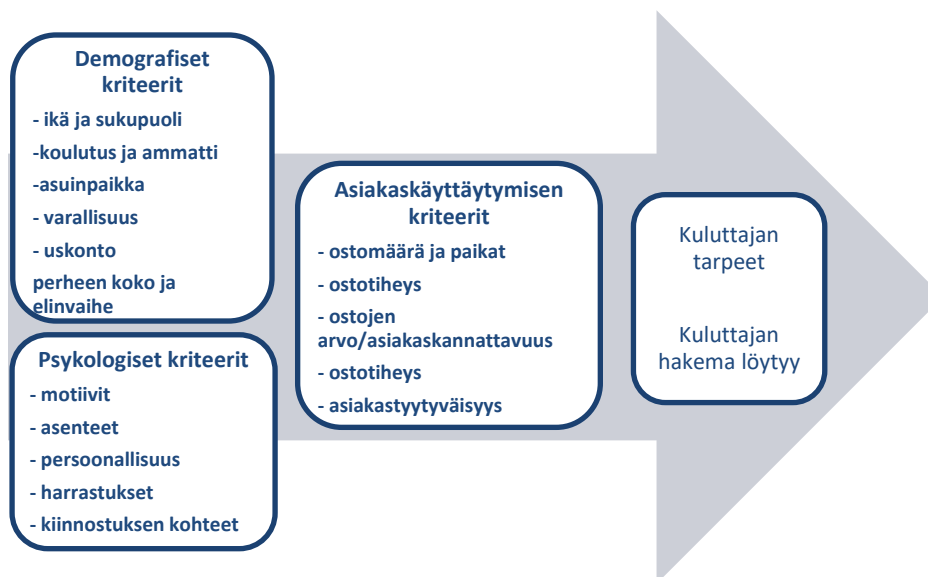 Demografiset
kriteerit
- ikä ja sukupuoli
-koulutus ja ammatti
-asuinpaikka
- varallisuus
- uskonto
perheen koko ja
elinvaihe
Psykologiset kriteerit
- motiivit
- asenteet
- persoonallisuus
- harrastukset
- kiinnostuksen kohteet
Asiakaskäyttäytymisen
kriteerit
- ostomäärä ja paikat
- ostotiheys
- ostojen
arvo/asiakaskannattavuus
- ostotiheys
- asiakastyytyväisyys
Kuluttajan
tarpeet
Kuluttajan
hakema löytyy